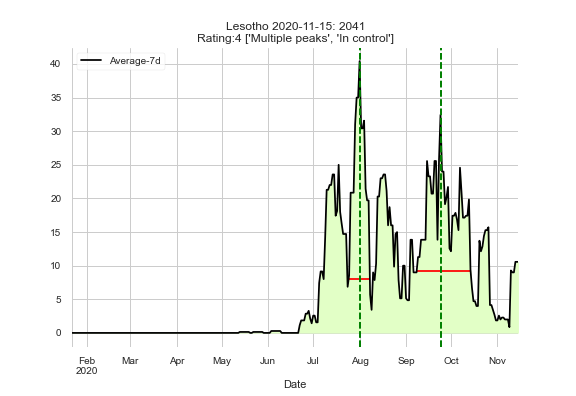 Lesotho 2020-11-15: 2041
Rating:4 ['Multiple peaks', 'In control']
Average-7d
40
35
30
25
20
15
10
5
0
Feb Mar Apr May Jun Jul Aug Sep Oct Nov
2020
Date